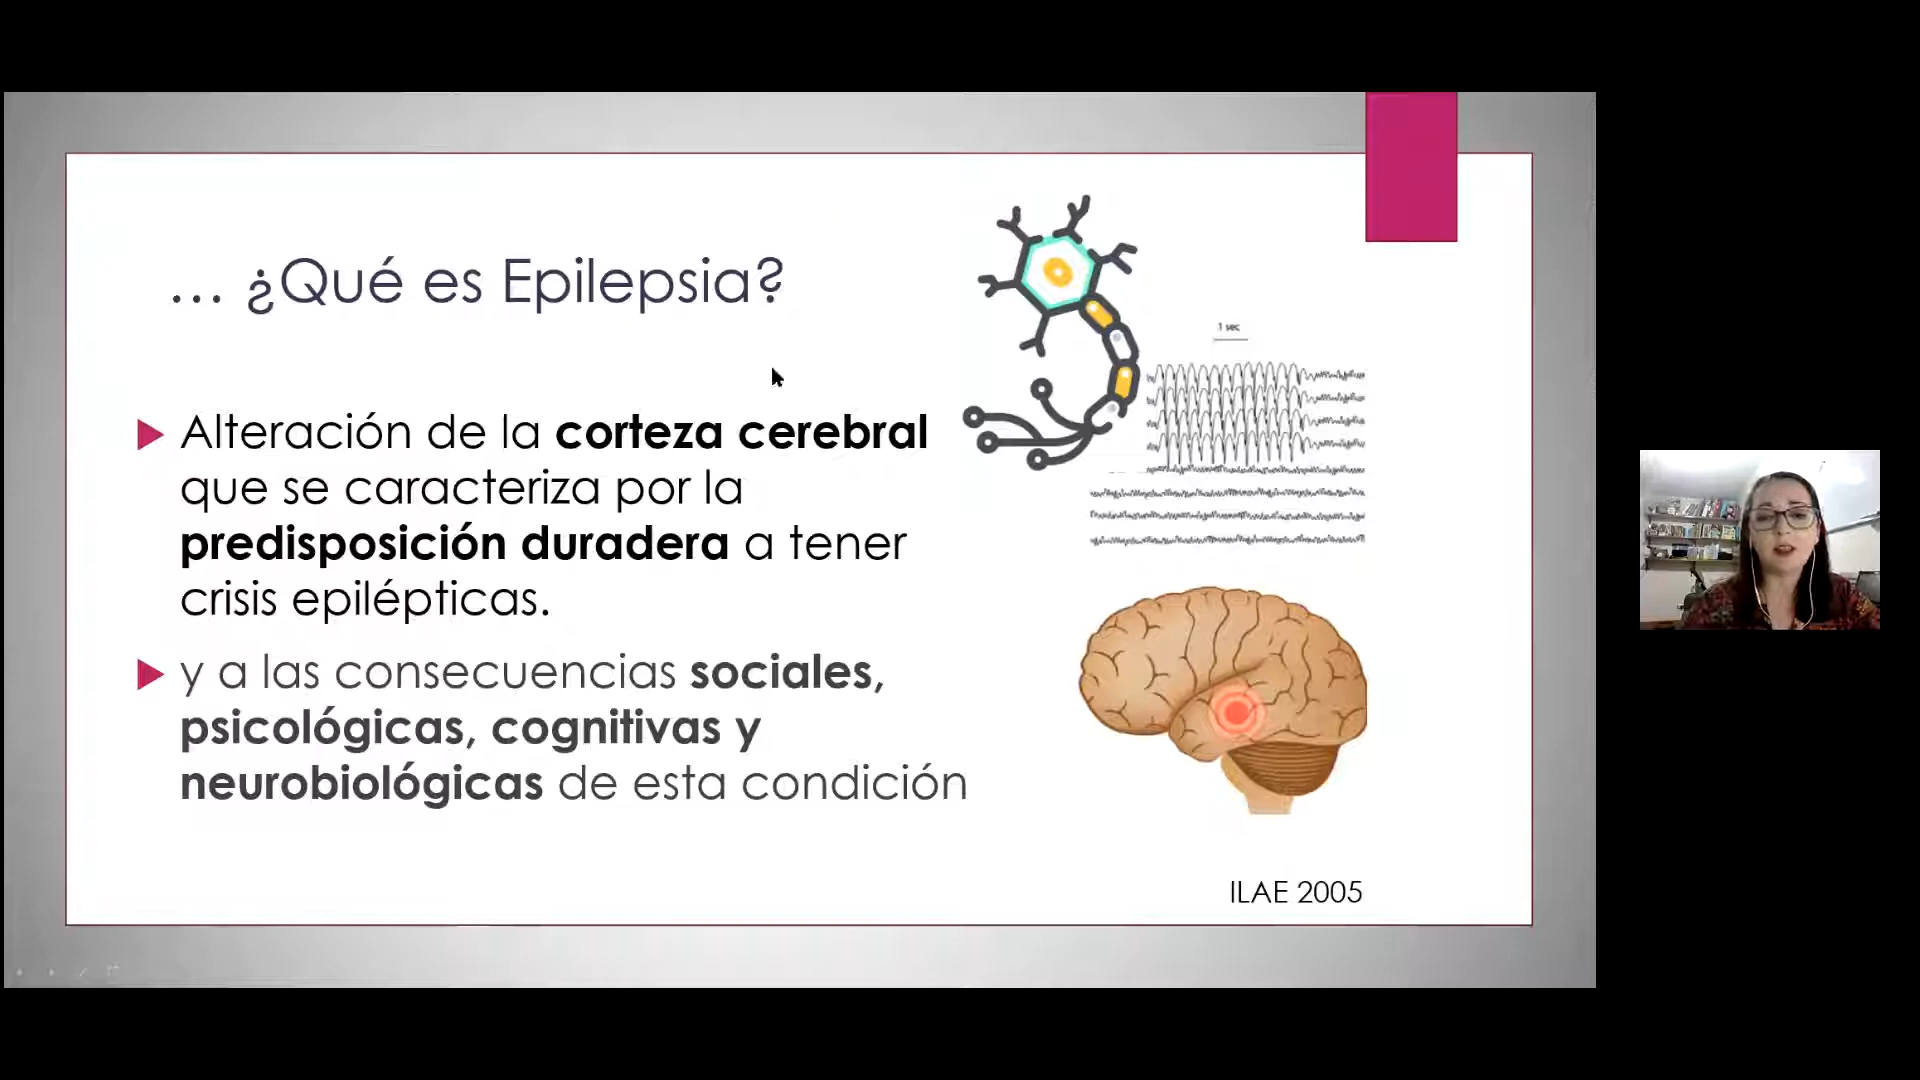 ... ¿Qué es Epilepsia?
1 sec
Alteración de la corteza cerebral
que se caracteriza por la
predisposición duradera a tener
crisis epilépticas.
y a las consecuencias sociales,
psicológicas, cognitivas y
neurobiológicas de esta condición
ILAE 2005